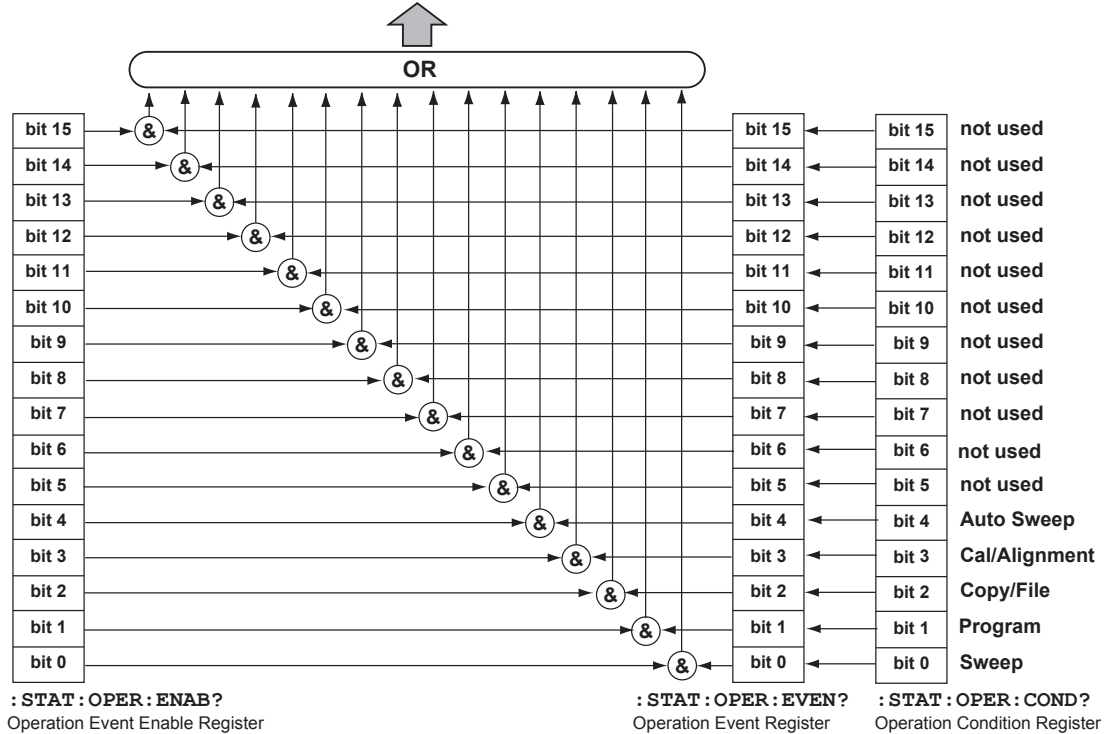 OR
bit 15 & bit 15 bit 15 not used
bit 14 & bit 14 bit 14 not used
bit 13 & bit 13 bit 13 not used
bit 12 & bit 12 bit 12 not used
bit 11 & bit 11 bit 11 not used
bit 10 & bit 10 bit 10 not used
bit 9 & bit 9 bit 9 not used
bit 8 & bit 8 bit 8 not used
bit 7 & bit 7 bit 7 not used
bit 6 & bit 6 bit 6 not used
bit 5 & bit 5 bit 5 not used
bit 4 & bit 4 bit 4 Auto Sweep
bit 3 & bit 3 bit 3 Cal/Alignment
bit 2 & bit 2 bit 2 Copy/File
bit 1 & bit 1 bit 1 Program
bit 0 & bit 0 bit 0 Sweep
:STAT:OPER:ENAB? :STAT:OPER:EVEN? :STAT:OPER:COND?
Operation Event Enable Register Operation Event Register Operation Condition Register